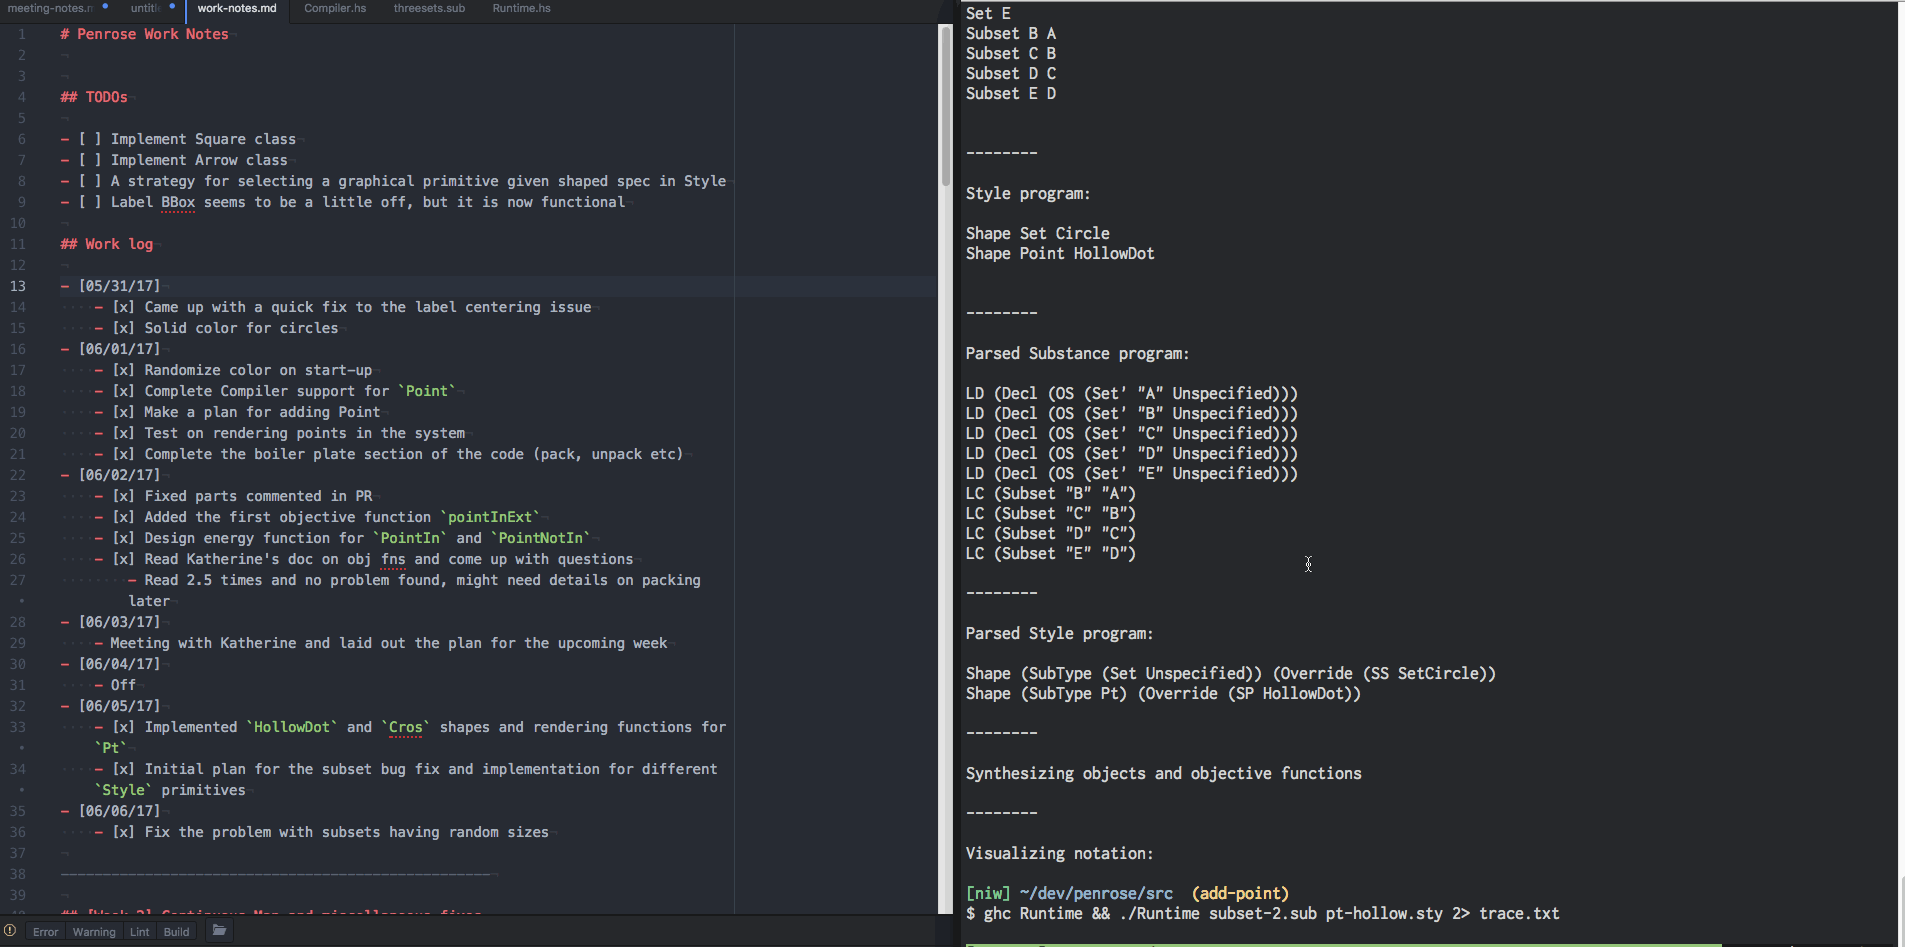 meeting-notes.m
untitle
work-notes.md
Compiler.hs
threesets.sub
Runtime.hs
1 # Penrose Work Notes
2
3
4 ## TODOs
5
6 - [ ] Implement Square class
7 - [ ] Implement Arrow class
8 - [ ] A strategy for selecting a graphical primitive given shaped spec in Style
9 - [ ] Label BBox seems to be a little off, but it is now functional
10
11 ## Work log
12
13 - [05/31/17]
14 - [x] Came up with a quick fix to the label centering issue
15 - [x] Solid color for circles
16 - [06/01/17]
17 - [x] Randomize color on start-up
18 - [x] Complete Compiler support for `Point`
19 - [x] Make a plan for adding Point
20 - [x] Test on rendering points in the system
21 - [x] Complete the boiler plate section of the code (pack, unpack etc)
22 - [06/02/17]
23 - [x] Fixed parts commented in PR
24 - [x] Added the first objective function `pointInExt`
25 - [x] Design energy function for `PointIn` and `PointNotIn`
26 - [x] Read Katherine's doc on obj fns and come up with questions
27 - Read 2.5 times and no problem found, might need details on packing
later
28 - [06/03/17]
29 - Meeting with Katherine and laid out the plan for the upcoming week
30 - [06/04/17]
31 - Off
32 - [06/05/17]
33 - [x] Implemented `HollowDot` and `Cros` shapes and rendering functions for
`Pt`
34 - [x] Initial plan for the subset bug fix and implementation for different
`Style` primitives
35 - [06/06/17]
36 - [x] Fix the problem with subsets having random sizes
37
38 ---------------------------------------------------
39
## [Week 2] Continuous Map and miscellaneous fixes
Error
Warning
Lint
Build
Set E
Subset B A
Subset C B
Subset D C
Subset E D
--------
Style program:
Shape Set Circle
Shape Point HollowDot
--------
Parsed Substance program:
LD (Decl (OS (Set' "A" Unspecified)))
LD (Decl (OS (Set' "B" Unspecified)))
LD (Decl (OS (Set' "C" Unspecified)))
LD (Decl (OS (Set' "D" Unspecified)))
LD (Decl (OS (Set' "E" Unspecified)))
LC (Subset "B" "A")
LC (Subset "C" "B")
LC (Subset "D" "C")
LC (Subset "E" "D")
--------
Parsed Style program:
Shape (SubType (Set Unspecified)) (Override (SS SetCircle))
Shape (SubType Pt) (Override (SP HollowDot))
--------
Synthesizing objects and objective functions
--------
Visualizing notation:
[niw] ~/dev/penrose/src (add-point)
$ ghc Runtime && ./Runtime subset-2.sub pt-hollow.sty 2> trace.txt